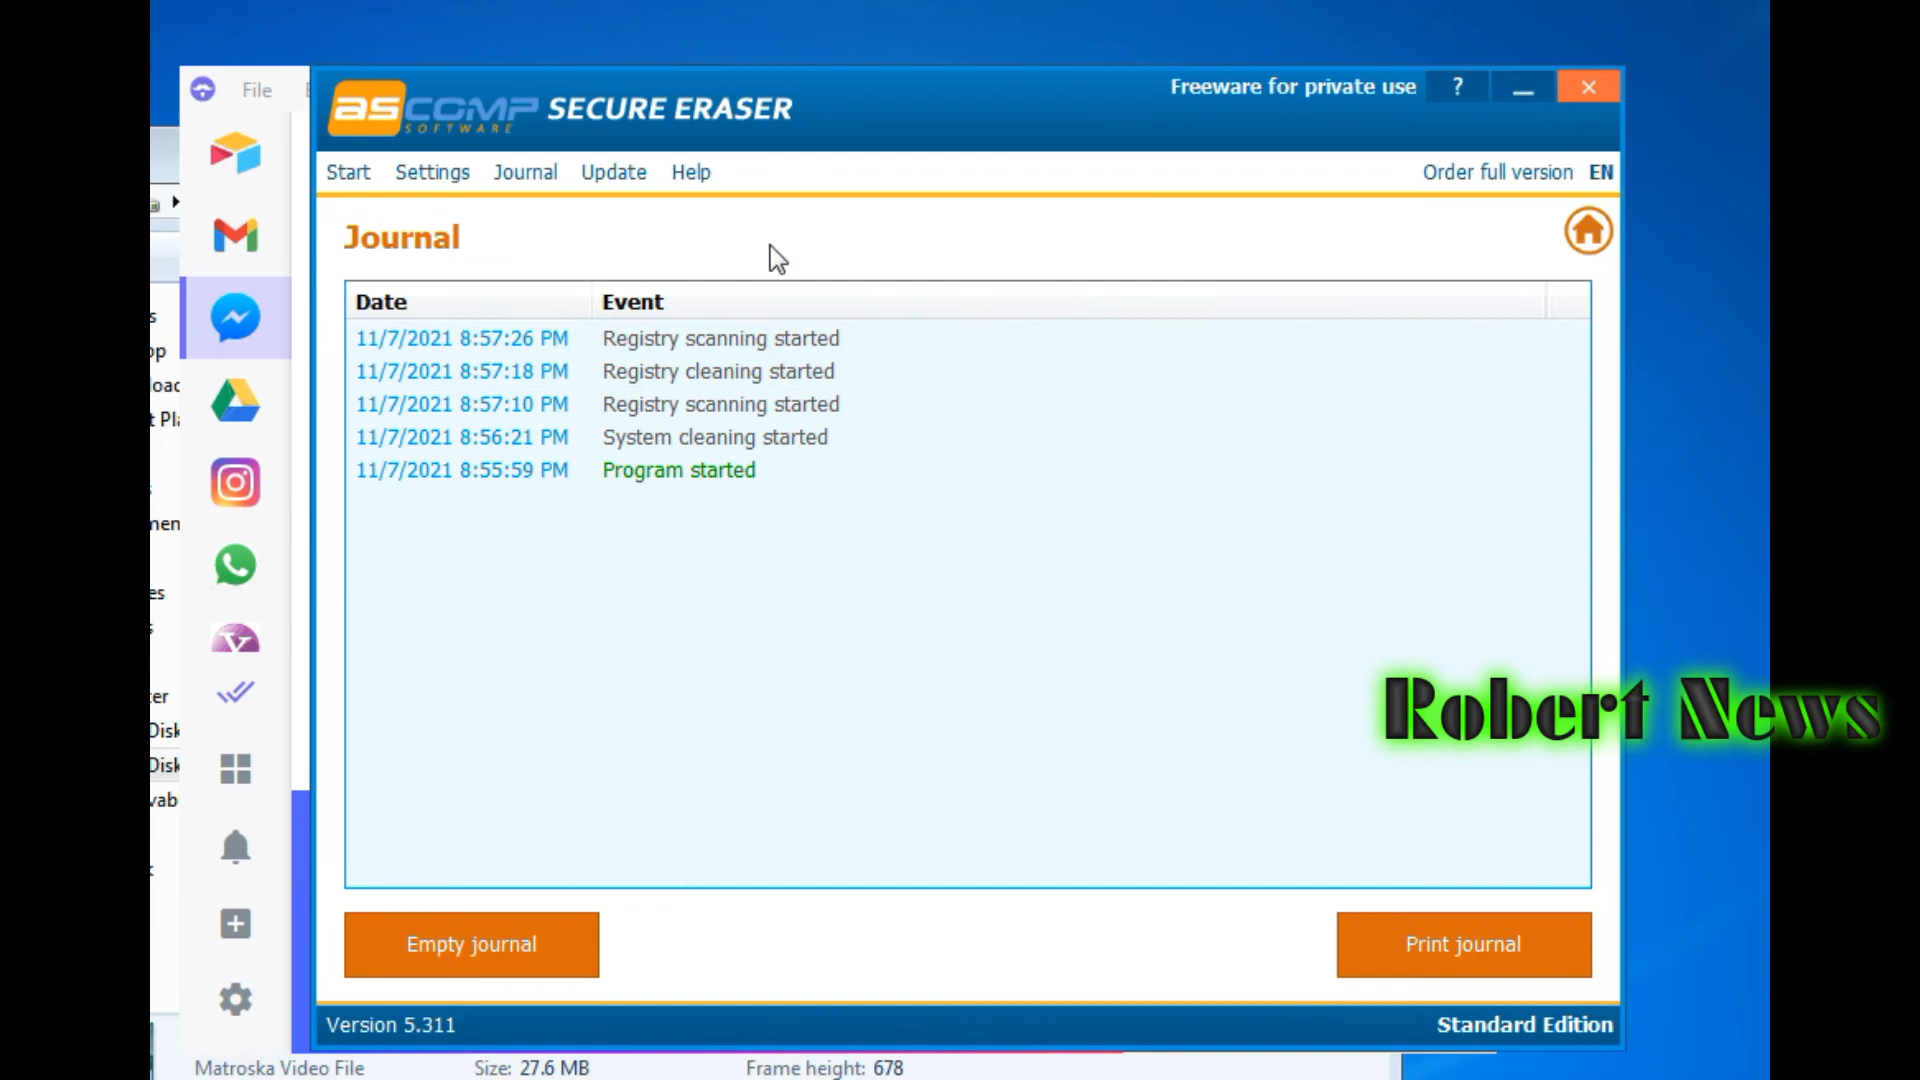 File
ascomp SOFTWARE SECURE ERASER
Freeware for private use ?
Start Settings Journal Update Help
Order full version EN
Journal
Date Event
11/7/2021 8:57:26 PM Registry scanning started
11/7/2021 8:57:18 PM Registry cleaning started
11/7/2021 8:57:10 PM Registry scanning started
11/7/2021 8:56:21 PM System cleaning started
11/7/2021 8:55:59 PM Program started
Robert News
Empty journal
Print journal
Version 5.311
Standard Edition
Matroska Video File Size: 27.6 MB Frame height: 678